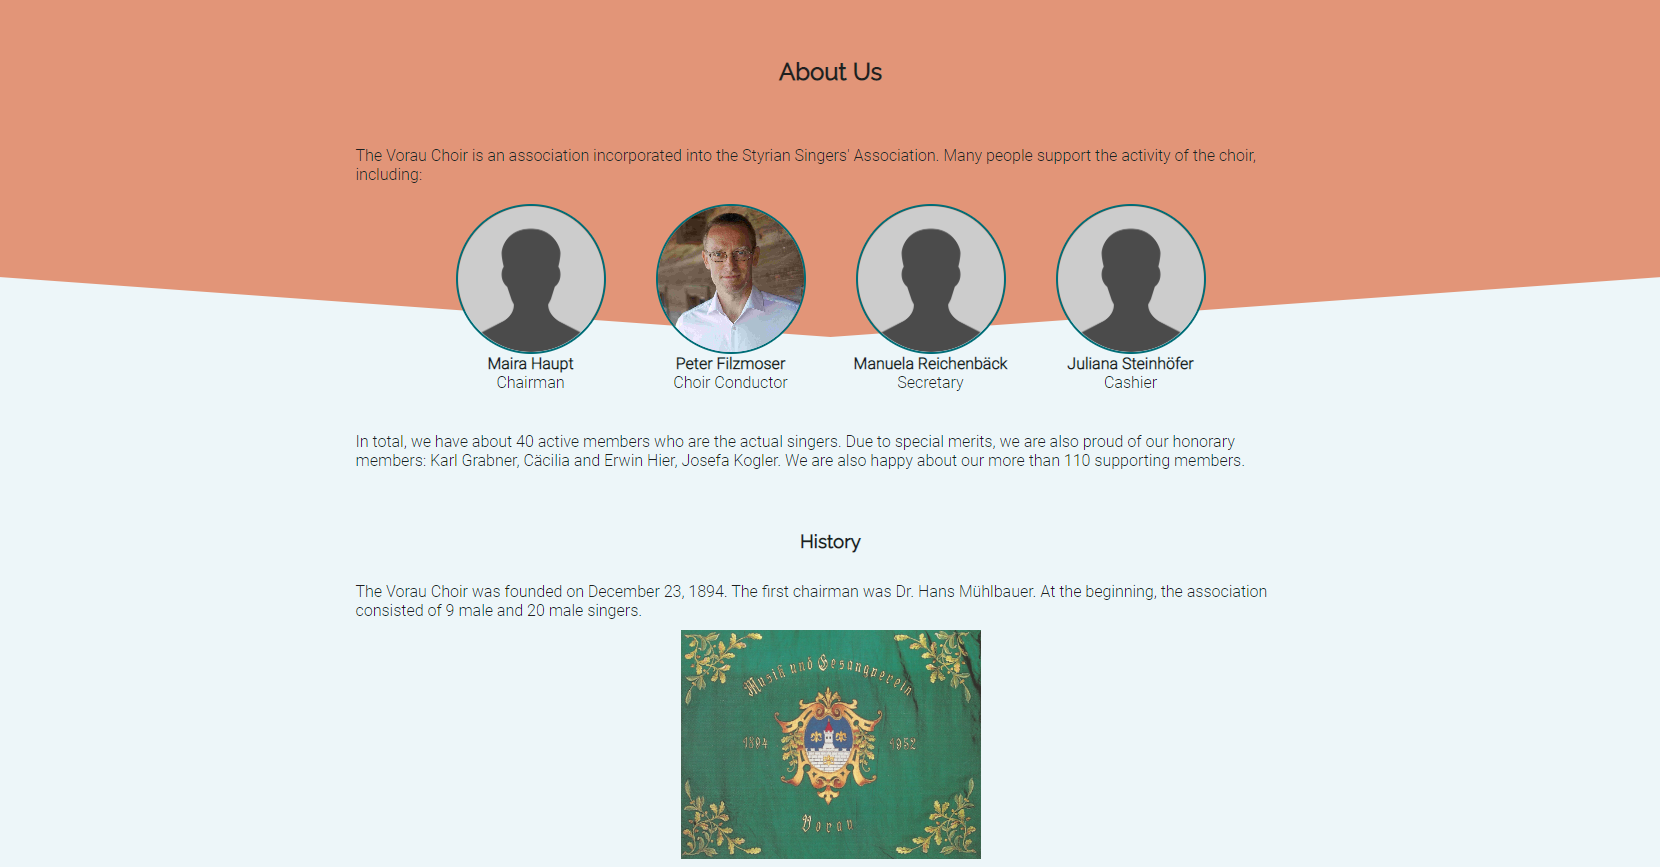 About Us
The Vorau Choir is an association incorporated into the Styrian Singers' Association. Many people support the activity of the choir,
including:
Maira Haupt
Chairman
Peter Filzmoser
Choir Conductor
Manuela Reichenbäck
Secretary
Juliana Steinhöfer
Cashier
In total, we have about 40 active members who are the actual singers. Due to special merits, we are also proud of our honorary
members: Karl Grabner, Cäcilia and Erwin Hier, Josefa Kogler. We are also happy about our more than 110 supporting members.
History
The Vorau Choir was founded on December 23, 1894. The first chairman was Dr. Hans Mühlbauer. At the beginning, the association
consisted of 9 male and 20 male singers.
Musik und Gesangverein
1894 1952
Vorau